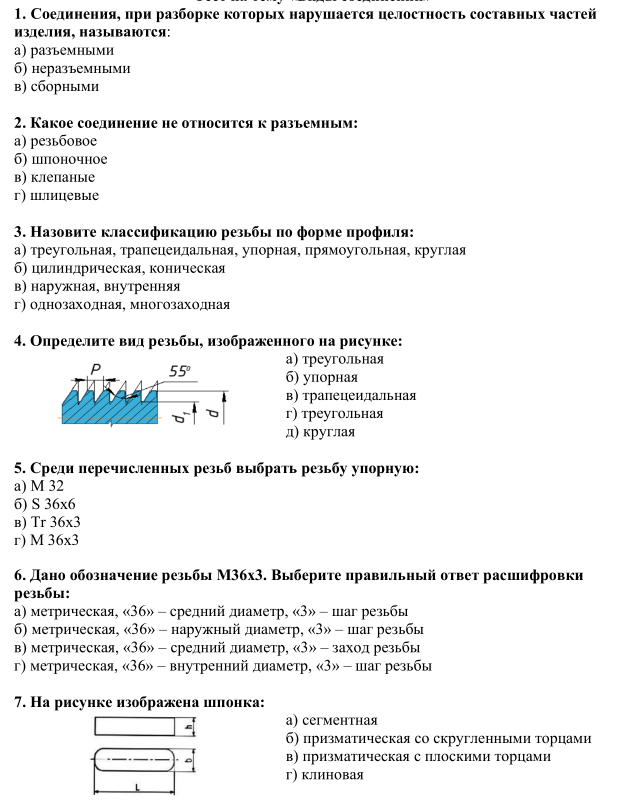 1. Соединения, при разборке которых нарушается целостность составных частей
изделия, называются:
а) разъемными
б) неразъемными
в) сборными
2. Какое соединение не относится к разъемным:
а) резьбовое
б) шпоночное
в) клепаные
г) шлицевые
3. Назовите классификацию резьбы по форме профиля:
а) треугольная, трапецеидальная, упорная, прямоугольная, круглая
б) цилиндрическая, коническая
в) наружная, внутренняя
г) однозаходная, многозаходная
4. Определите вид резьбы, изображенного на рисунке:
P
55°
d₁
d
а) треугольная
б) упорная
в) трапецеидальная
г) треугольная
д) круглая
5. Среди перечисленных резьб выбрать резьбу упорную:
а) М 32
б) S 36х6
в) Tr 36х3
г) М 36х3
6. Дано обозначение резьбы М36х3. Выберите правильный ответ расшифровки
резьбы:
а) метрическая, «36» – средний диаметр, «3» – шаг резьбы
б) метрическая, «36» – наружный диаметр, «3» – шаг резьбы
в) метрическая, «36» – средний диаметр, «3» – заход резьбы
г) метрическая, «36» – внутренний диаметр, «3» – шаг резьбы
7. На рисунке изображена шпонка:
h
b
L
а) сегментная
б) призматическая со скругленными торцами
в) призматическая с плоскими торцами
г) клиновая